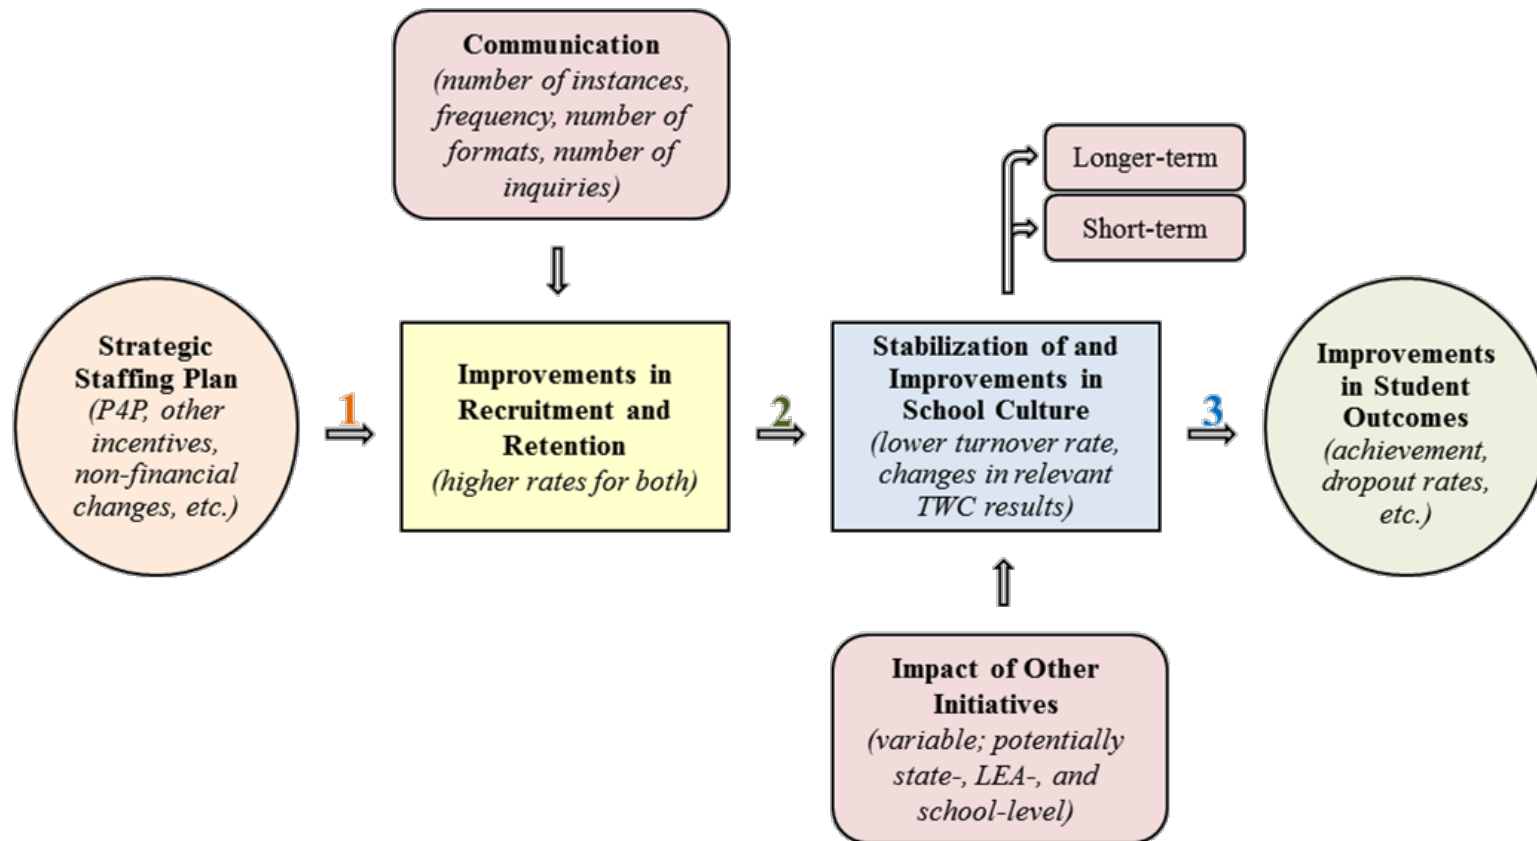 Communication
(number of instances,
frequency, number of
formats, number of
inquiries)
Longer-term
Short-term
Strategic
Staffing Plan
(P4P, other
incentives,
non-financial
changes, etc.)
1
Improvements in
Recruitment and
Retention
(higher rates for both)
2
Stabilization of and
Improvements in
School Culture
(lower turnover rate,
changes in relevant
TWC results)
3
Improvements
in Student
Outcomes
(achievement,
dropout rates,
etc.)
Impact of Other
Initiatives
(variable; potentially
state-, LEA-, and
school-level)